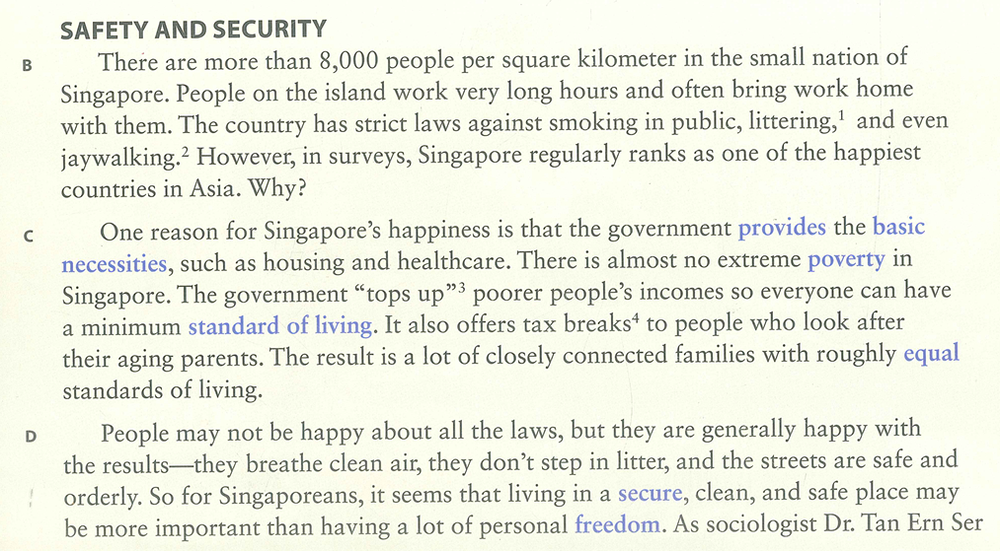 SAFETY AND SECURITY
B There are more than 8,000 people per square kilometer in the small nation of
Singapore. People on the island work very long hours and often bring work home
with them. The country has strict laws against smoking in public, littering,¹ and even
jaywalking.² However, in surveys, Singapore regularly ranks as one of the happiest
countries in Asia. Why?
C One reason for Singapore's happiness is that the government provides the basic
necessities, such as housing and healthcare. There is almost no extreme poverty in
Singapore. The government “tops up”³ poorer people's incomes so everyone can have
a minimum standard of living. It also offers tax breaks⁴ to people who look after
their aging parents. The result is a lot of closely connected families with roughly equal
standards of living.
D People may not be happy about all the laws, but they are generally happy with
the results—they breathe clean air, they don't step in litter, and the streets are safe and
orderly. So for Singaporeans, it seems that living in a secure, clean, and safe place may
be more important than having a lot of personal freedom. As sociologist Dr. Tan Ern Ser